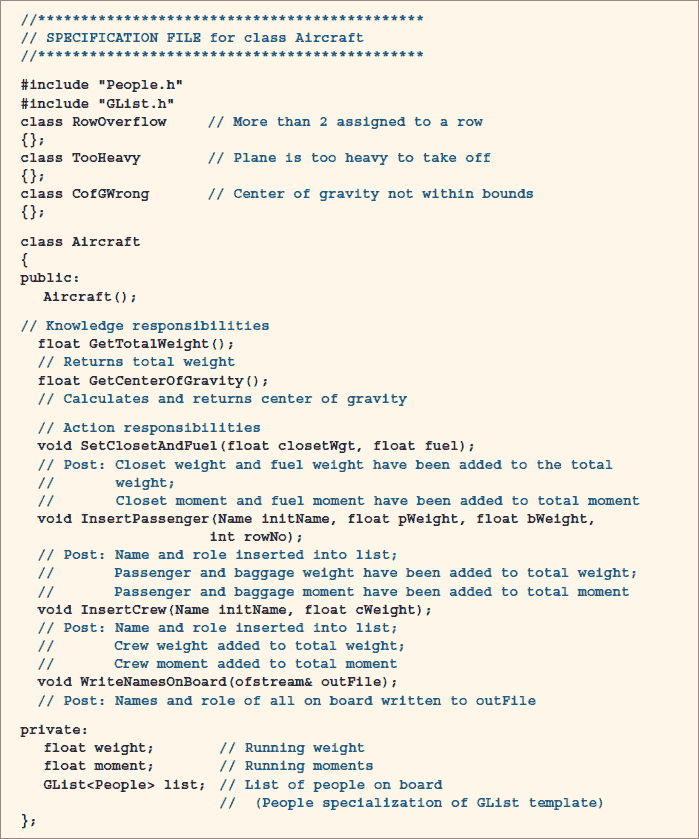 //*********************************************
// SPECIFICATION FILE for class Aircraft
//*********************************************
#include "People.h"
#include "GList.h"
class RowOverflow     // More than 2 assigned to a row
{};
class TooHeavy        // Plane is too heavy to take off
{};
class CofGWrong       // Center of gravity not within bounds
{};
class Aircraft
{
public:
   Aircraft();
// Knowledge responsibilities
  float GetTotalWeight();
  // Returns total weight
  float GetCenterOfGravity();
  // Calculates and returns center of gravity
  // Action responsibilities
  void SetClosetAndFuel(float closetWgt, float fuel);
  // Post: Closet weight and fuel weight have been added to the total
  //       weight;
  //       Closet moment and fuel moment have been added to total moment
  void InsertPassenger(Name initName, float pWeight, float bWeight,
                      int rowNo);
  // Post: Name and role inserted into list;
  //       Passenger and baggage weight have been added to total weight;
  //       Passenger and baggage moment have been added to total moment
  void InsertCrew(Name initName, float cWeight);
  // Post: Name and role inserted into list;
  //       Crew weight added to total weight;
  //       Crew moment added to total moment
  void WriteNamesOnBoard(ofstream& outFile);
  // Post: Names and role of all on board written to outFile
private:
   float weight;       // Running weight
   float moment;       // Running moments
   GList<People> list; // List of people on board
                       //  (People specialization of GList template)
};